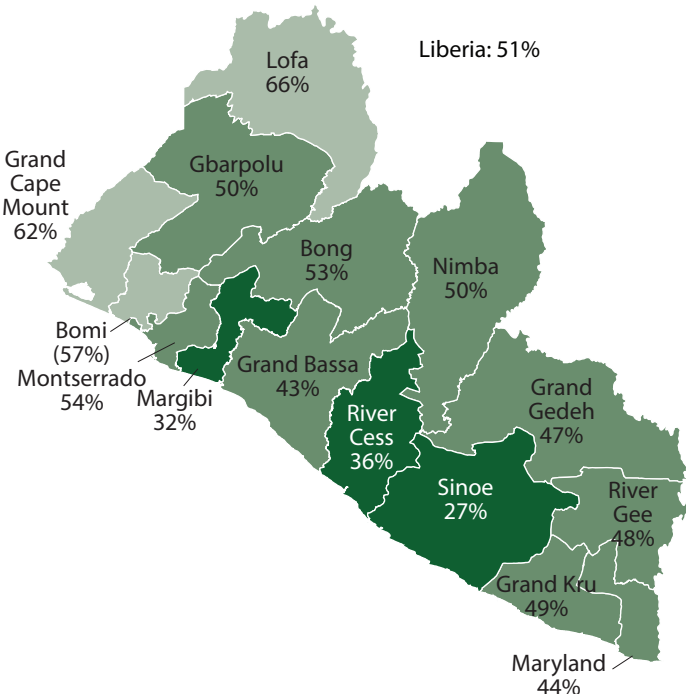 Liberia: 51%
Lofa
66%
Grand
Cape
Mount
62%
Gbarpolu
50%
Bong
53%
Nimba
50%
Bomi
(57%)
Montserrado
54%
Margibi
32%
Grand Bassa
43%
River
Cess
36%
Grand
Gedeh
47%
Sinoe
27%
River
Gee
48%
Grand Kru
49%
Maryland
44%